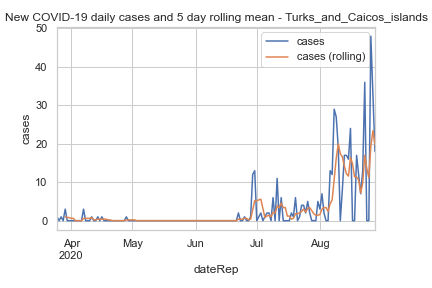 New COVID-19 daily cases and 5 day rolling mean - Turks_and_Caicos_islands
cases
cases (rolling)
50
40
30
20
10
0
cases
Apr
2020
May
Jun
Jul
Aug
dateRep